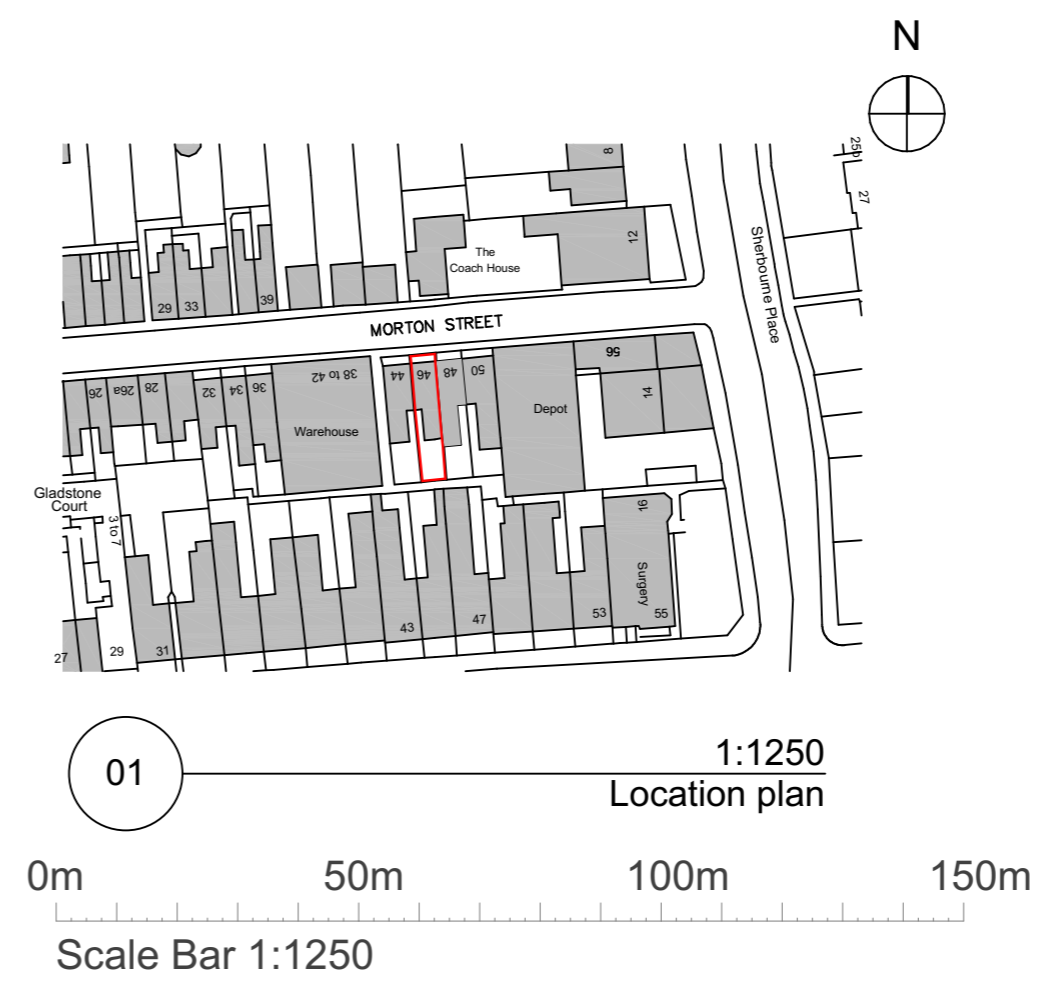 N
8
25b
27
The
Coach House
12
29
33
39
MORTON STREET
Sherbourne Place
26
26a
28
32
34
36
38 to 42
Warehouse
44
46
48
50
Depot
56
14
Gladstone
Court
3 to 7
16
Surgery
27
29
31
43
47
53
55
01
1:1250
Location plan
0m
50m
100m
150m
Scale Bar 1:1250